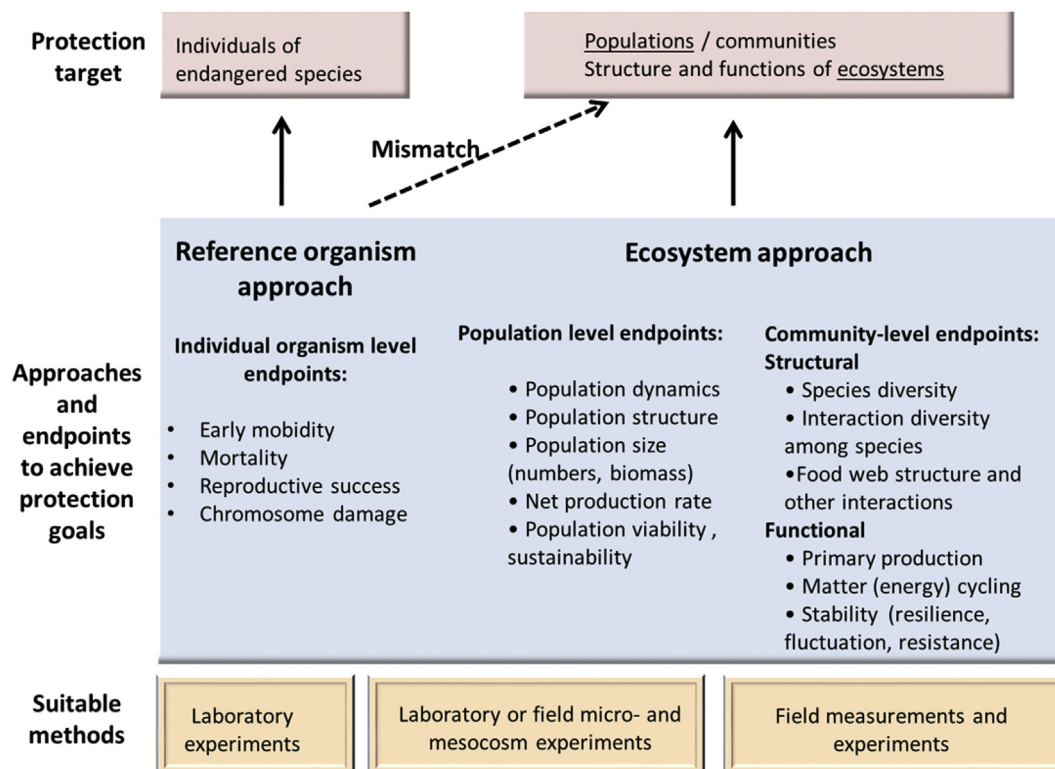 Protection
target
Individuals of
endangered species
Populations / communities
Structure and functions of ecosystems
Mismatch
Approaches
and
endpoints
to achieve
protection
goals
Reference organism
approach
Individual organism level
endpoints:
• Early mobidity
• Mortality
• Reproductive success
• Chromosome damage
Ecosystem approach
Population level endpoints:
• Population dynamics
• Population structure
• Population size
(numbers, biomass)
• Net production rate
• Population viability ,
sustainability
Community-level endpoints:
Structural
• Species diversity
• Interaction diversity
among species
•Food web structure and
other interactions
Functional
• Primary production
• Matter (energy) cycling
• Stability (resilience,
fluctuation, resistance)
Suitable
methods
Laboratory
experiments
Laboratory or field micro- and
mesocosm experiments
Field measurements and
experiments